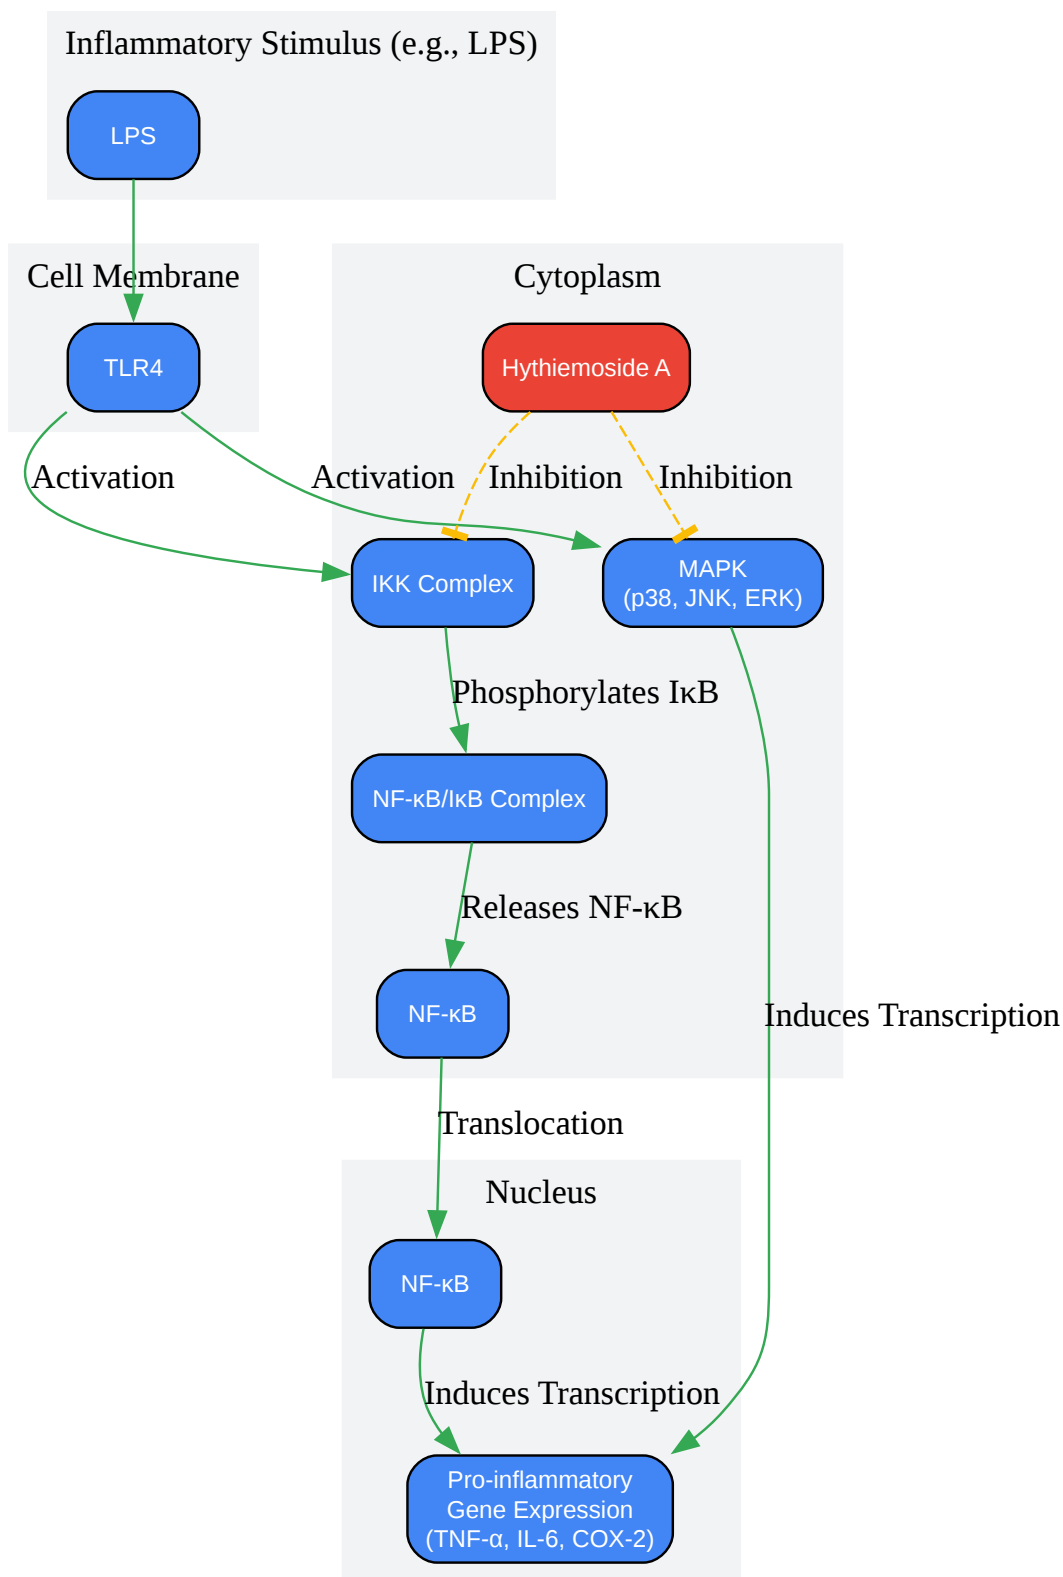 Inflammatory Stimulus (e.g., LPS)
LPS
Cell Membrane
Cytoplasm
TLR4
Hythiemoside A
Activation
Activation
Inhibition
Inhibition
IKK Complex
MAPK
(p38, JNK, ERK)
Phosphorylates IκB
NF-κB/IκB Complex
Releases NF-κB
NF-κB
Induces Transcription
Translocation
Nucleus
NF-κB
Induces Transcription
Pro-inflammatory
Gene Expression
(TNF-α, IL-6, COX-2)